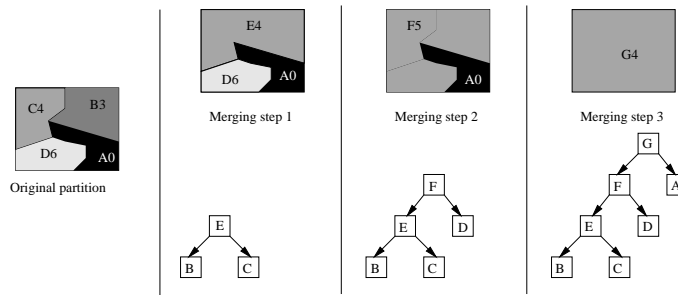 E4
D6
A0
F5
A0
G4
C4
B3
D6
A0
Merging step 1
Merging step 2
Merging step 3
Original partition
G
F
F
A
E
E
D
E
D
B
C
B
C
B
C